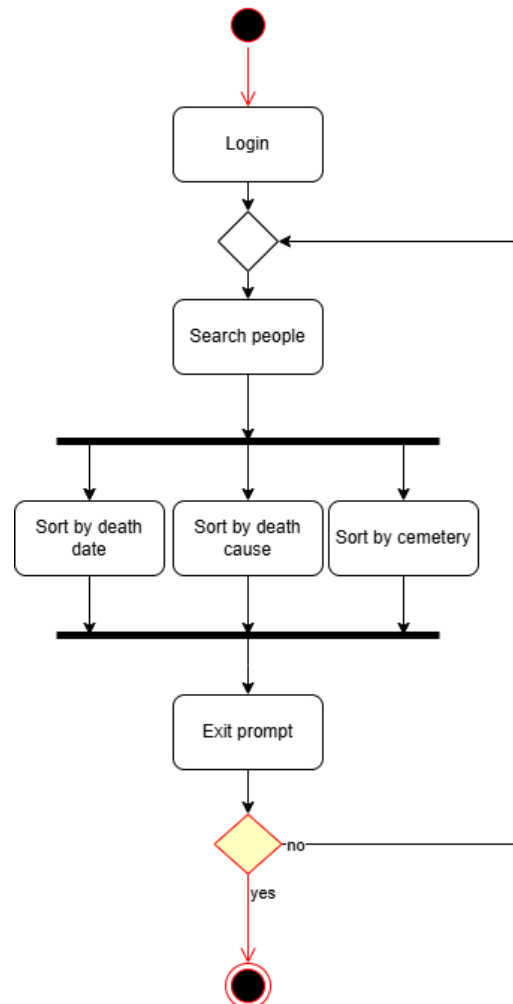 Login
Search people
Sort by death
date
Sort by death
cause
Sort by cemetery
Exit prompt
no
yes